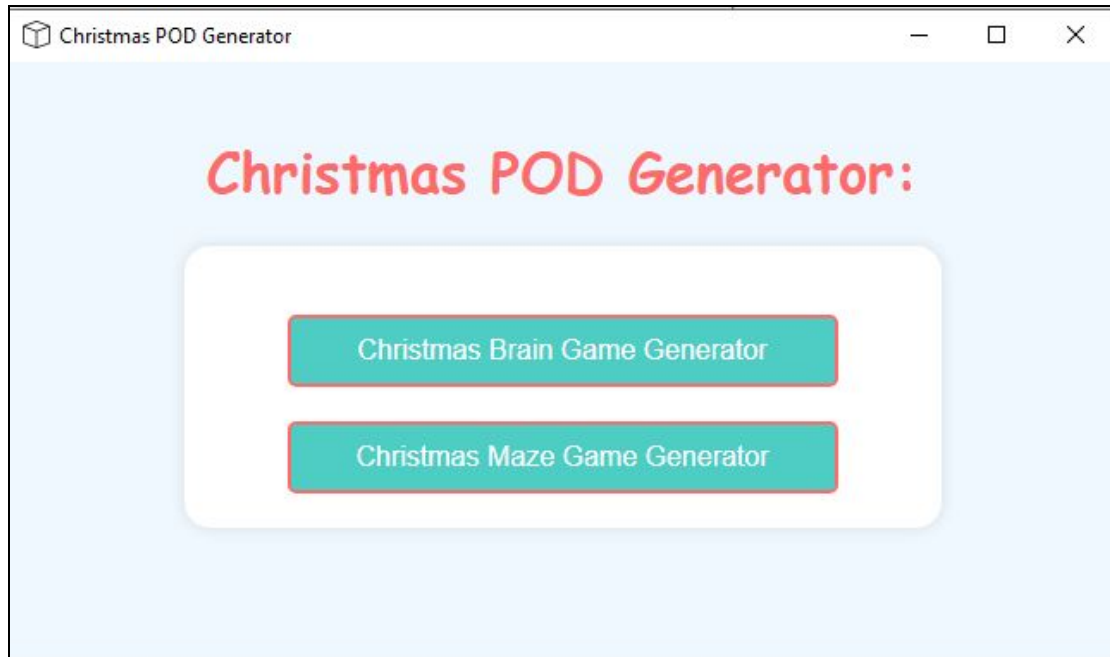 Christmas POD Generator
Christmas POD Generator:
Christmas Brain Game Generator
Christmas Maze Game Generator